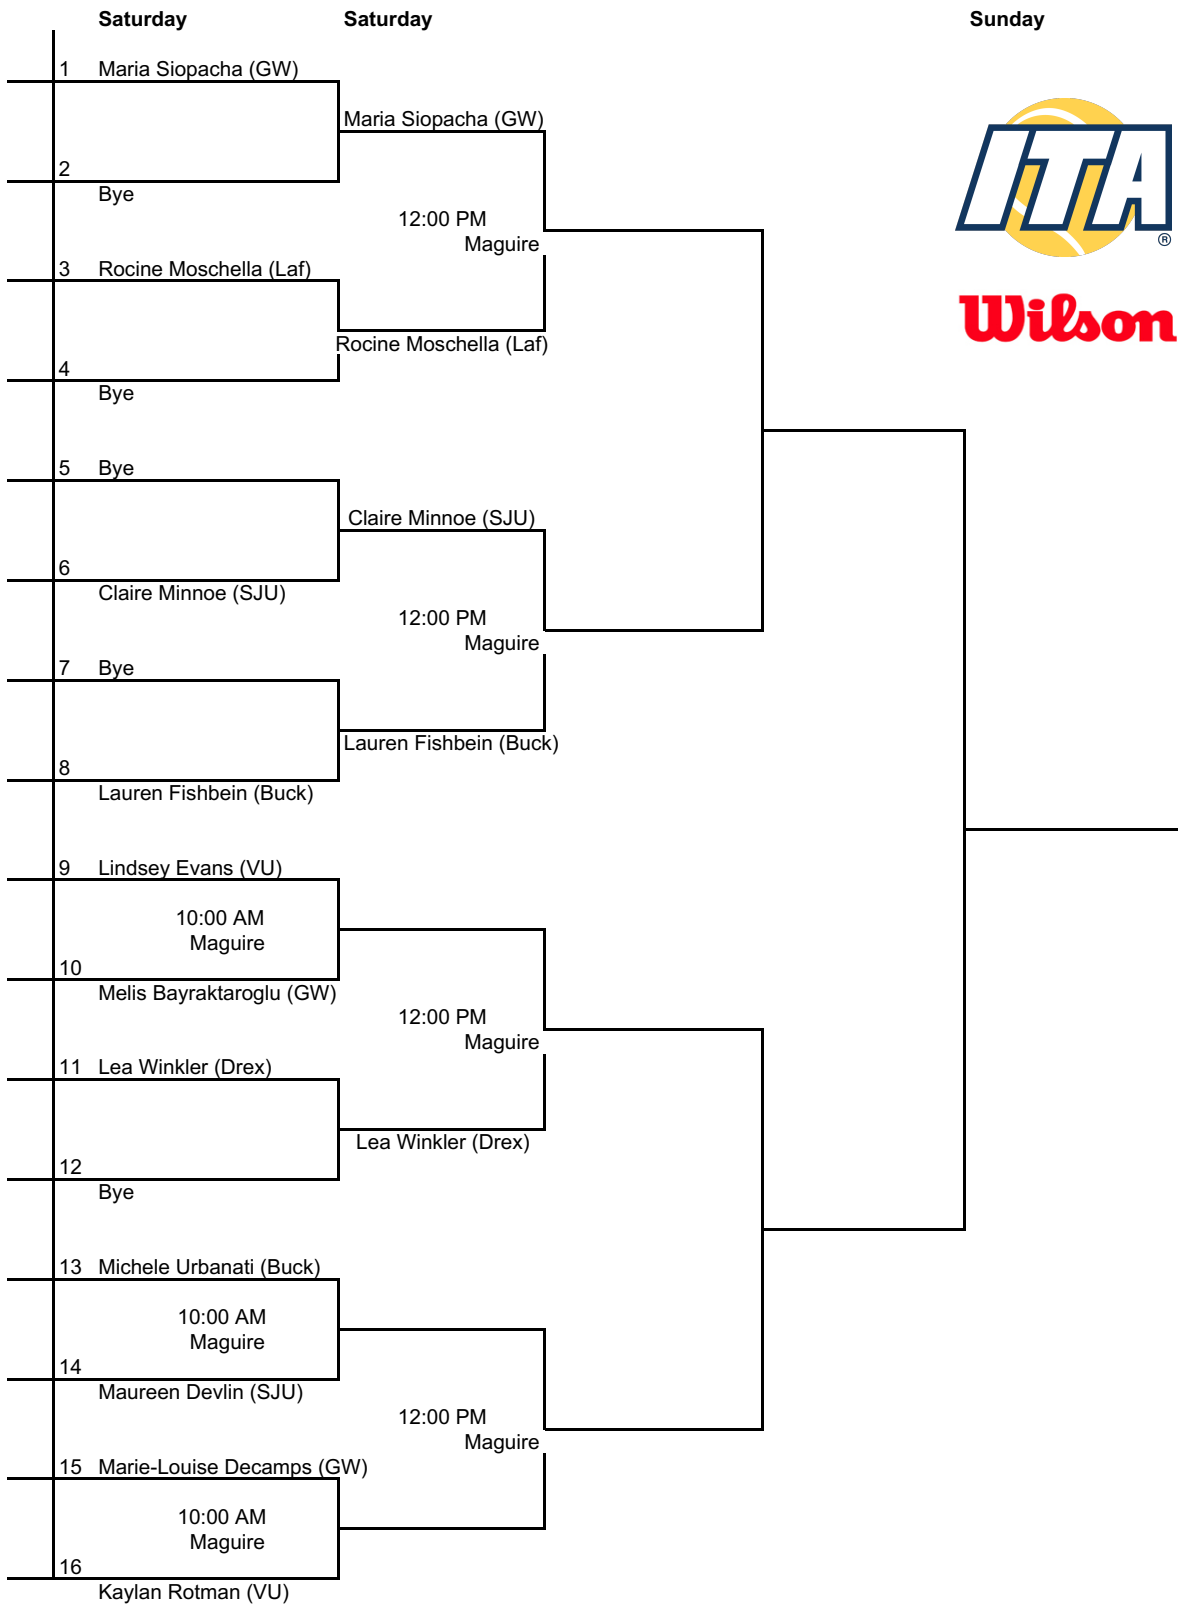 Saturday Saturday Sunday
1 Maria Siopacha (GW)
Maria Siopacha (GW)
2
Bye
12:00 PM
Maguire
3 Rocine Moschella (Laf)
Rocine Moschella (Laf)
4
Bye
5 Bye
Claire Minnoe (SJU)
6
Claire Minnoe (SJU)
12:00 PM
Maguire
7 Bye
Lauren Fishbein (Buck)
8
Lauren Fishbein (Buck)
9 Lindsey Evans (VU)
10:00 AM
Maguire
10
Melis Bayraktaroglu (GW)
12:00 PM
Maguire
11 Lea Winkler (Drex)
Lea Winkler (Drex)
12
Bye
13 Michele Urbanati (Buck)
10:00 AM
Maguire
14
Maureen Devlin (SJU)
12:00 PM
Maguire
15 Marie-Louise Decamps (GW)
10:00 AM
Maguire
16
Kaylan Rotman (VU)
ITA
®
Wilson